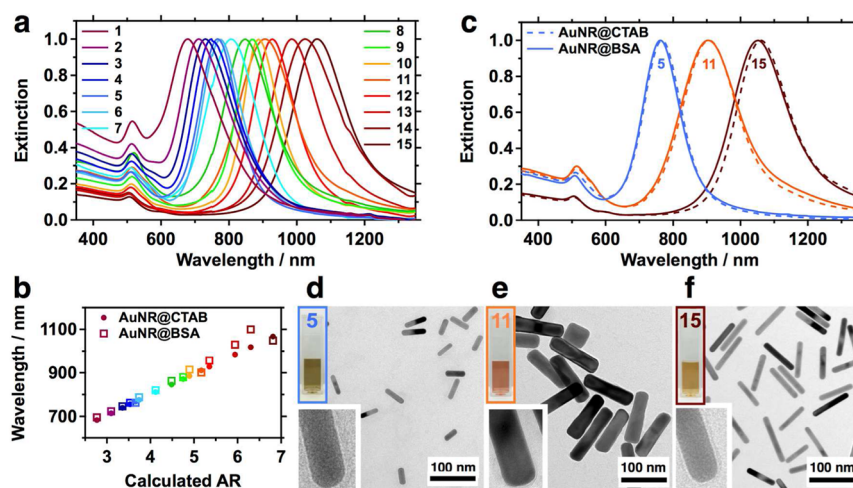 a
1
2
3
4
5
6
7
8
9
10
11
12
13
14
15
Extinction
1.0
0.8
0.6
0.4
0.2
0.0
400 600 800 1000 1200
Wavelength / nm
c
AuNR@CTAB
AuNR@BSA
5
11
15
Extinction
1.0
0.8
0.6
0.4
0.2
0.0
400 600 800 1000 1200
Wavelength / nm
b
AuNR@CTAB
AuNR@BSA
Wavelength / nm
1100
900
700
3 4 5 6 7
Calculated AR
d
5
100 nm
e
11
100 nm
f
15
100 nm